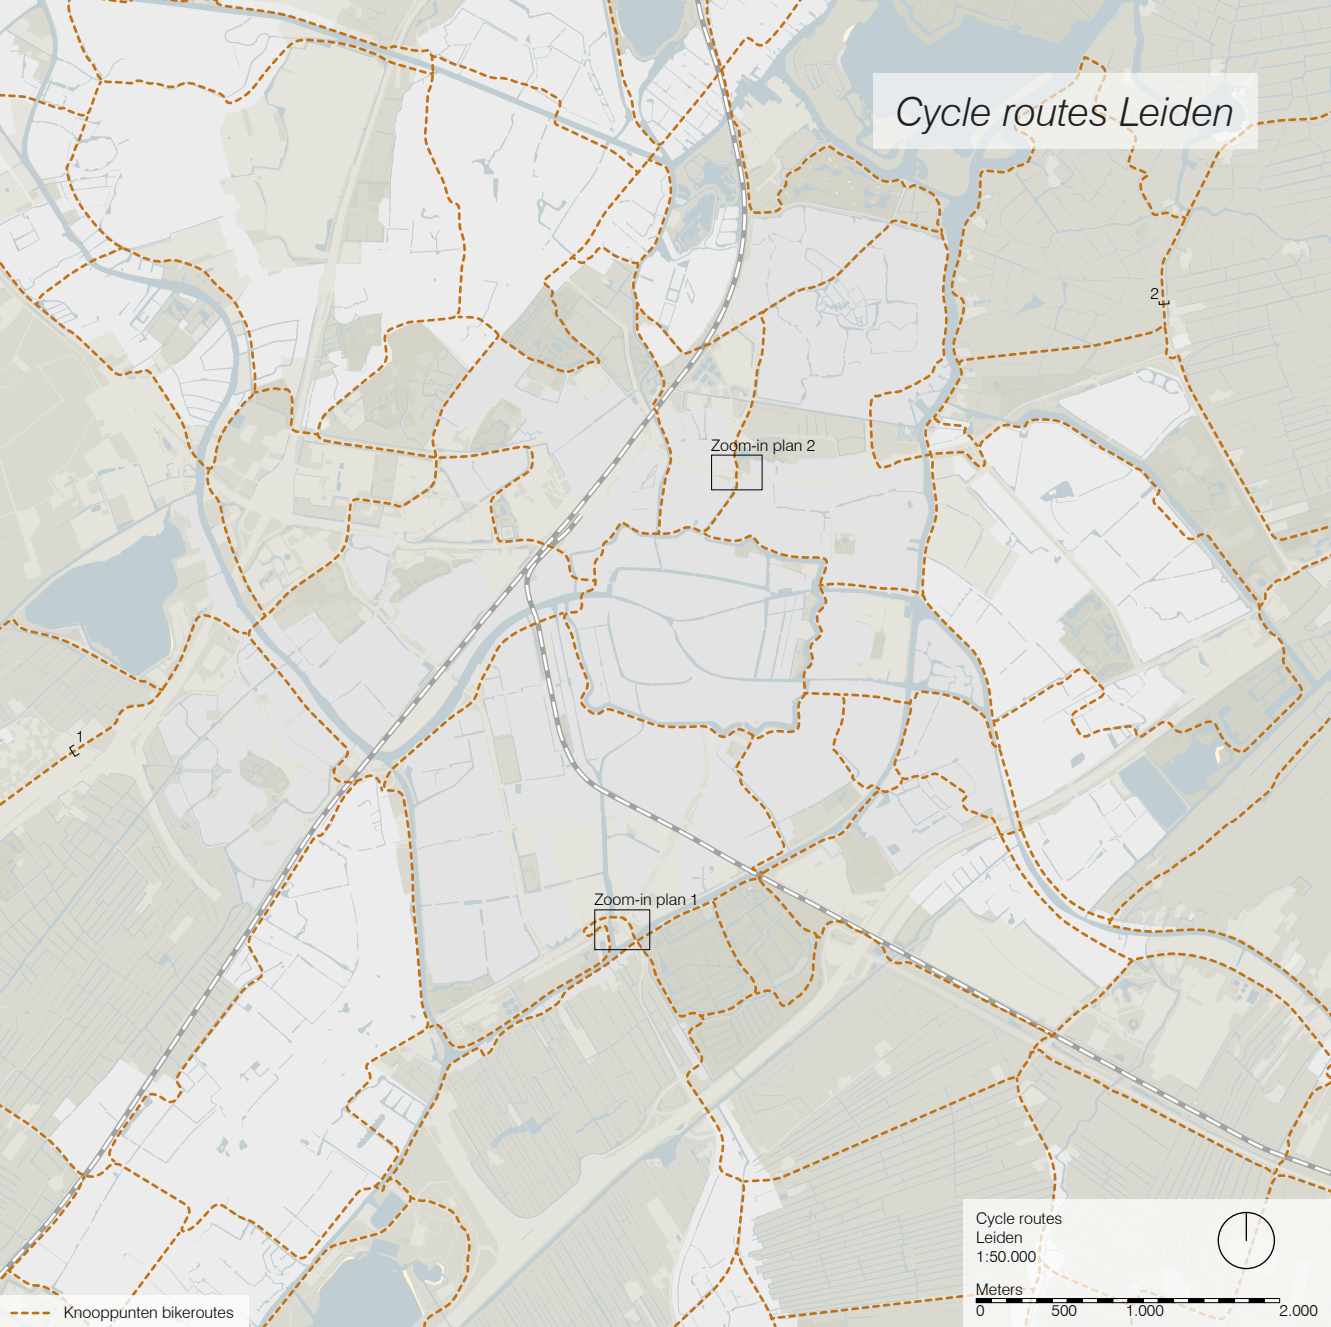 Cycle routes Leiden
2
Zoom-in plan 2
1
Zoom-in plan 1
Cycle routes
Leiden
1:50.000
Meters
0 500 1.000 2.000
Knooppunten bikeroutes